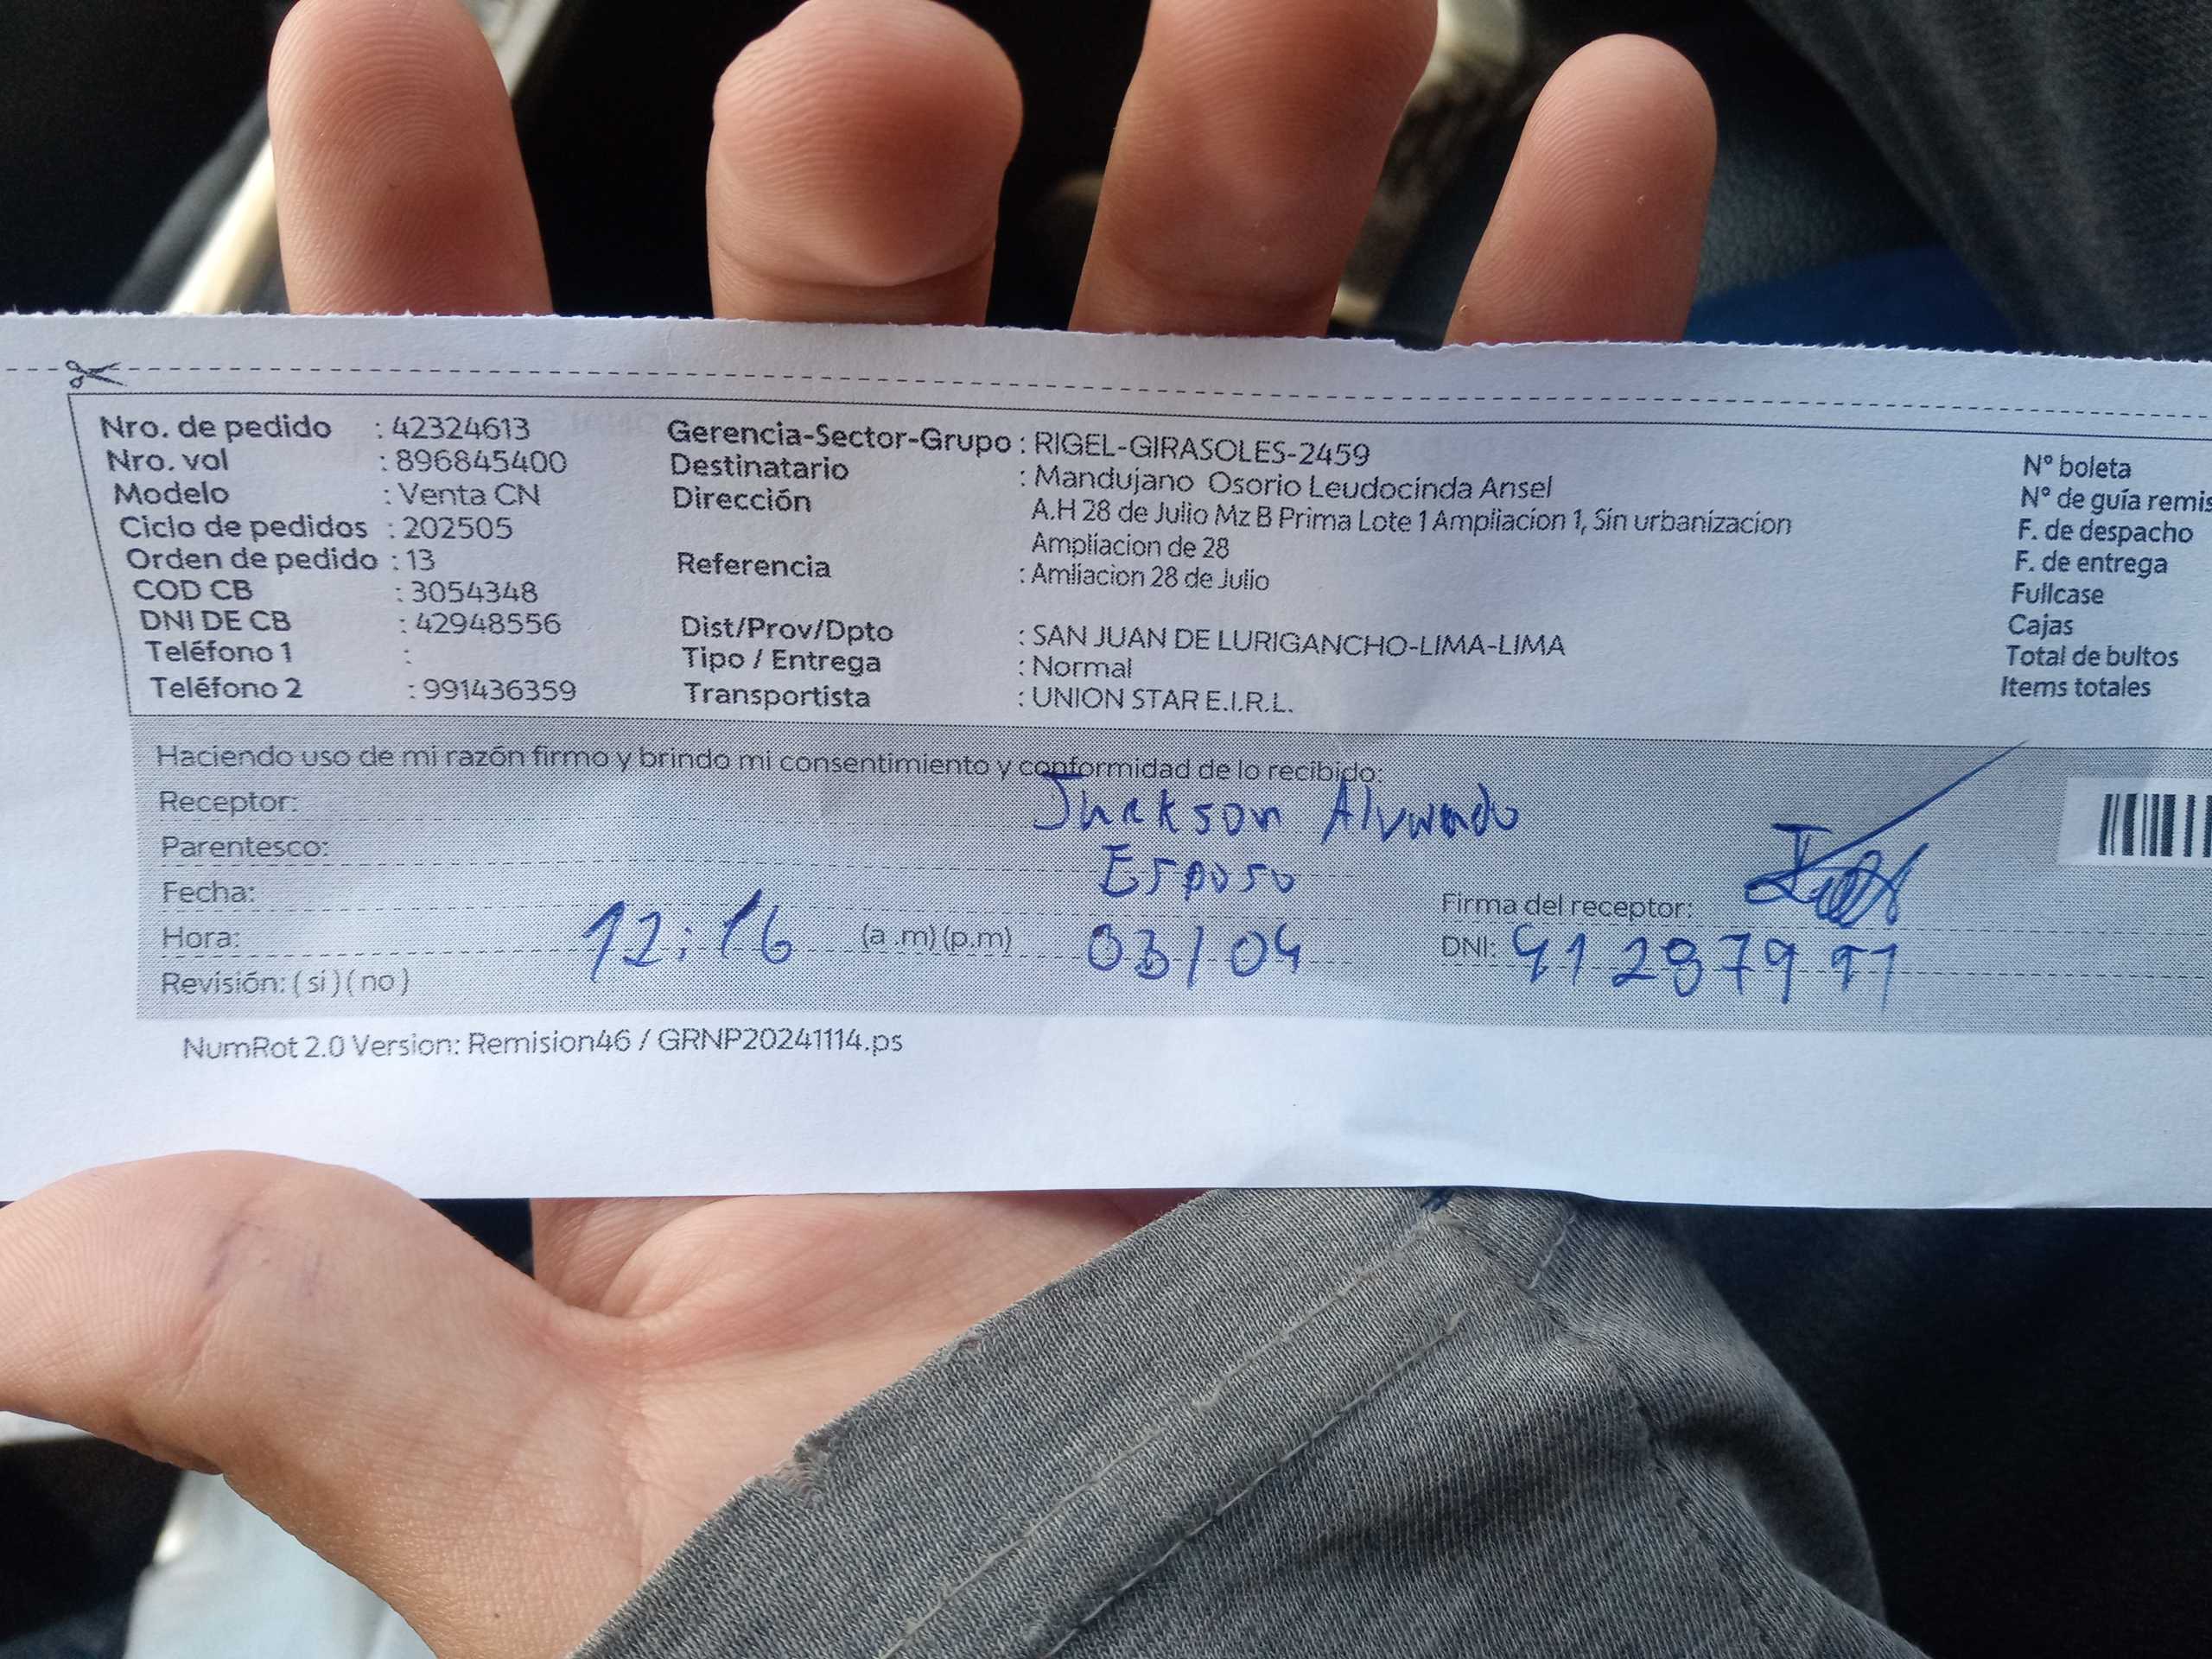 Nro. de pedido : 42324613
Nro. vol : 896845400
Modelo : Venta CN
Ciclo de pedidos : 202505
Orden de pedido : 13
COD CB : 3054348
DNI DE CB : 42948556
Teléfono 1 :
Teléfono 2 : 991436359
Gerencia-Sector-Grupo : RIGEL-GIRASOLES-2459
Destinatario : Mandujano Osorio Leudocinda Ansel
Dirección A.H 28 de Julio Mz B Prima Lote 1 Ampliacion 1, Sin urbanizacion
Ampliacion de 28
Referencia : Amliacion 28 de Julio
Dist/Prov/Dpto : SAN JUAN DE LURIGANCHO-LIMA-LIMA
Tipo / Entrega : Normal
Transportista : UNION STAR E.I.R.L.
N° boleta
N° de guía remis
F. de despacho
F. de entrega
Fullcase
Cajas
Total de bultos
Items totales
Haciendo uso de mi razón firmo y brindo mi consentimiento y conformidad de lo recibido:
Receptor: Jackson Alvarado
Parentesco: Esposo
Fecha:
Hora: 12:16 (a .m) (p.m) 03/04
Revisión: ( si ) ( no )
Firma del receptor:
DNI:
NumRot 2.0 Version: Remision46 / GRNP20241114.ps